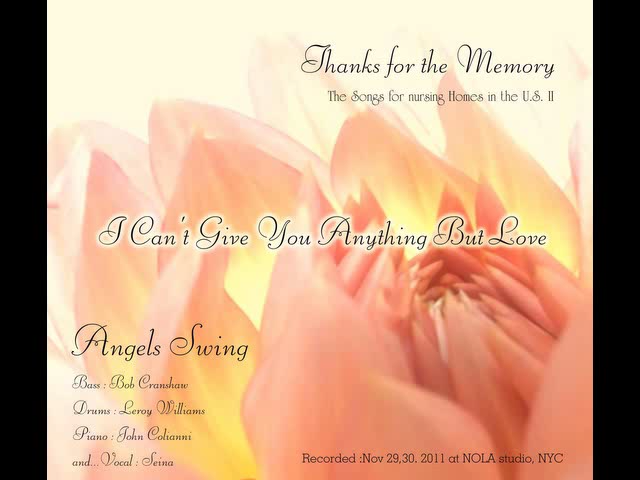 Thanks for the Memory
The Songs for nursing Homes in the U.S. II
I Can't Give You Anything But Love
Angels Swing
Bass : Bob Cranshaw
Drums : Leroy Williams
Piano : John Colianni
and...Vocal : Seina
Recorded :Nov 29,30. 2011 at NOLA studio, NYC